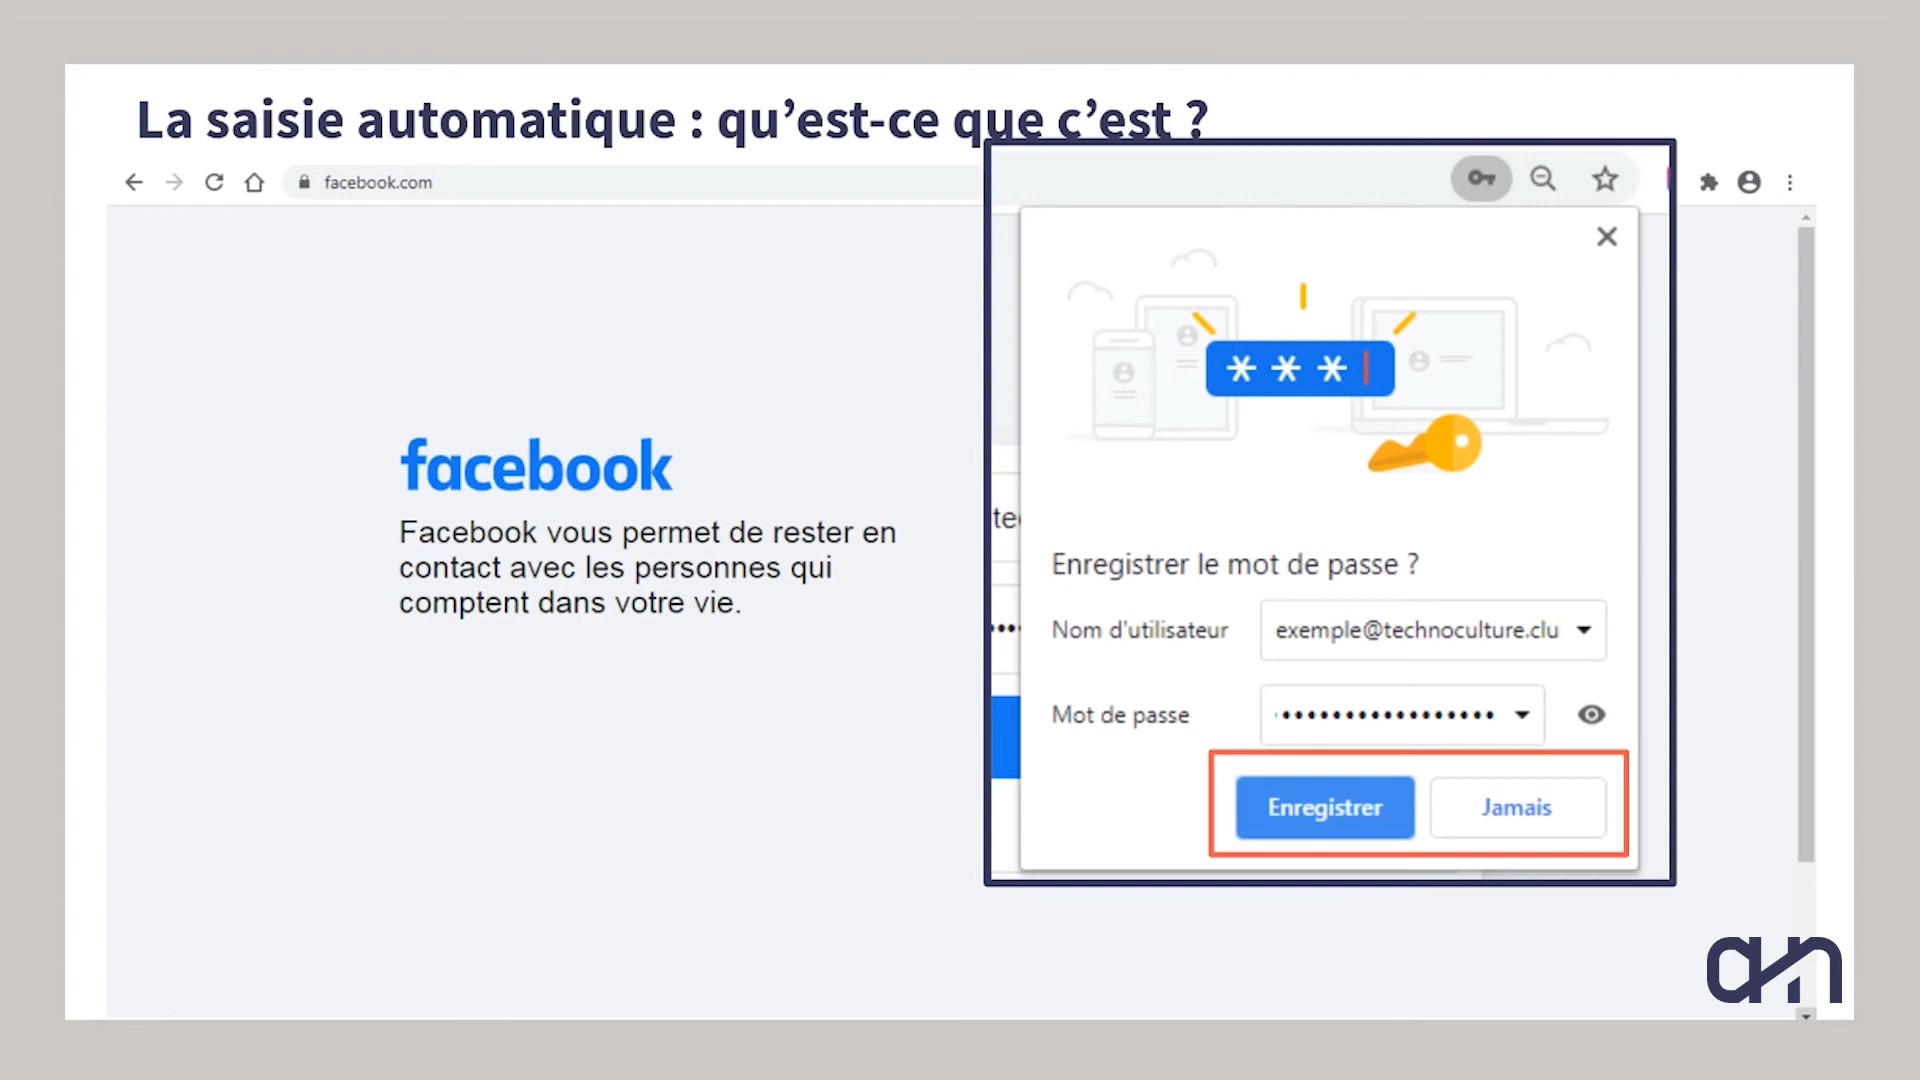 La saisie automatique : qu’est-ce que c’est ?
facebook.com
facebook
Facebook vous permet de rester en
contact avec les personnes qui
comptent dans votre vie.
Enregistrer le mot de passe ?
Nom d'utilisateur
exemple@technoculture.clu
Mot de passe
Enregistrer
Jamais